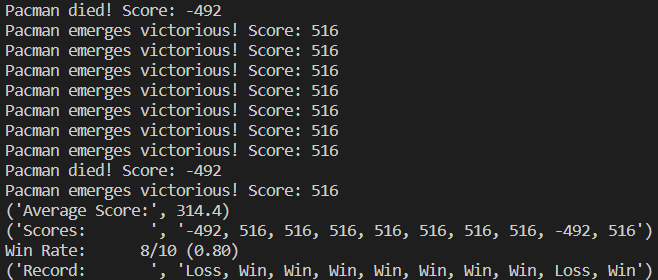 Pacman died! Score: -492
Pacman emerges victorious! Score: 516
Pacman emerges victorious! Score: 516
Pacman emerges victorious! Score: 516
Pacman emerges victorious! Score: 516
Pacman emerges victorious! Score: 516
Pacman emerges victorious! Score: 516
Pacman emerges victorious! Score: 516
Pacman died! Score: -492
Pacman emerges victorious! Score: 516
('Average Score:', 314.4)
('Scores:       ', '-492, 516, 516, 516, 516, 516, 516, 516, -492, 516')
Win Rate:      8/10 (0.80)
('Record:       ', 'Loss, Win, Win, Win, Win, Win, Win, Win, Loss, Win')